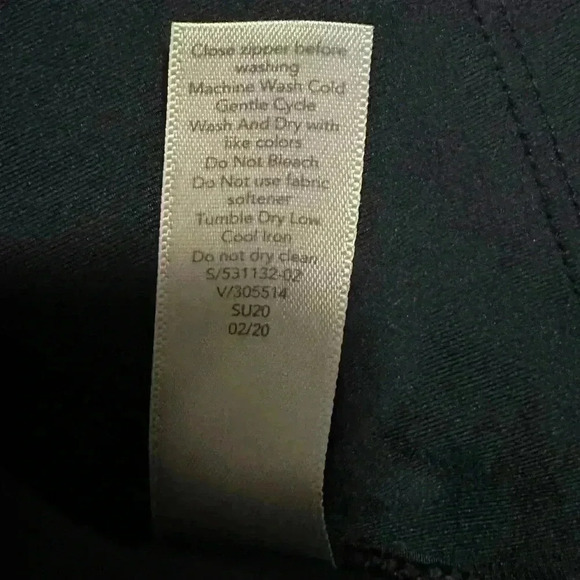 Close zipper before
washing
Machine Wash Cold
Gentle Cycle
Wash And Dry with
like colors
Do Not Bleach
Do Not use fabric
softener
Tumble Dry Low
Cool Iron
Do not dry clean
S/531132-02
V/305514
SU20
02/20